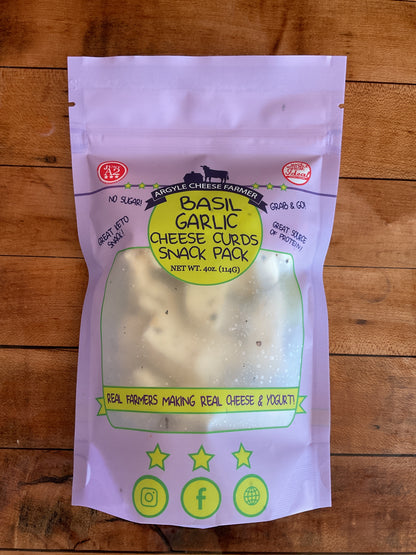 ARGYLE CHEESE FARMER
NO SUGAR!
GRAB & GO!
GREAT KETO
SNACK!
GREAT SOURCE
OF PROTEIN!
BASIL
GARLIC
CHEESE CURDS
SNACK PACK
NET WT. 4OZ. (114G)
REAL FARMERS MAKING REAL CHEESE & YOGURT!
f